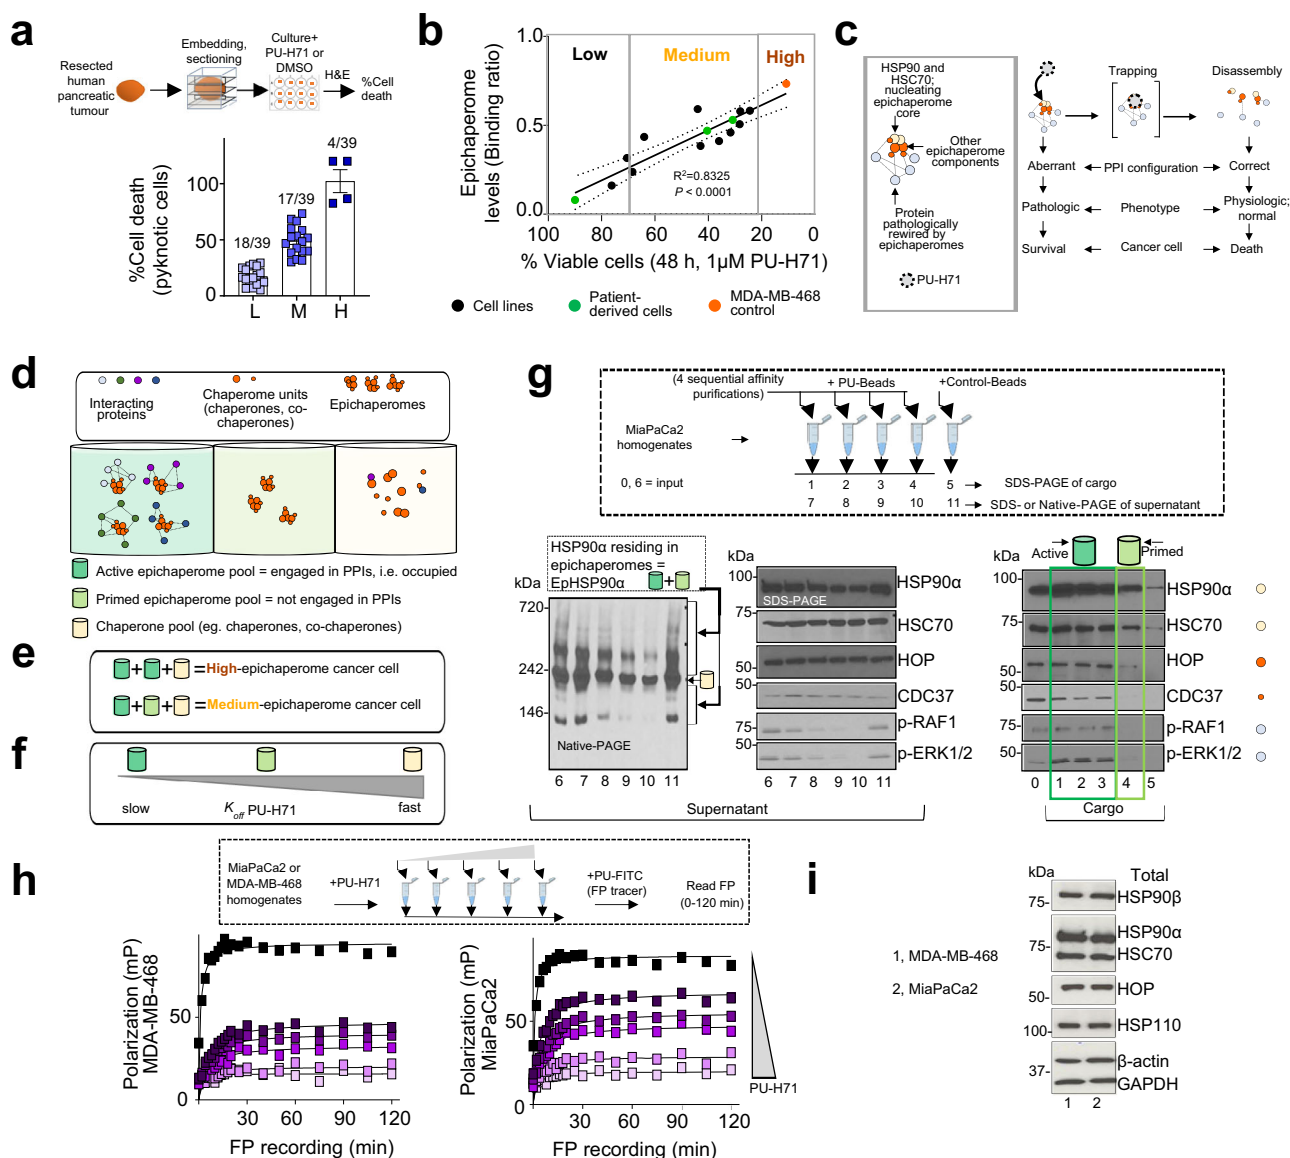 a
Resected
human
pancreatic
tumour
Embedding,
sectioning
Culture+
PU-H71 or
DMSO
H&E
%Cell
death
%Cell death
(pyknotic cells)
100
50
0
18/39
17/39
4/39
L M H
b
Epichaperome
levels (Binding ratio)
1.0
0.5
0.0
Low
Medium
High
R²=0.8325
P < 0.0001
100 80 60 40 20 0
% Viable cells (48 h, 1µM PU-H71)
Cell lines
Patient-
derived cells
MDA-MB-468
control
c
HSP90 and
HSC70;
nucleating
epichaperome
core
Other
epichaperome
components
Protein
pathologically
rewired by
epichaperomes
PU-H71
Trapping
Disassembly
Aberrant PPI configuration Correct
Pathologic Phenotype Physiologic;
normal
Survival Cancer cell Death
d
Interacting
proteins
Chaperome units
(chaperones, co-
chaperones)
Epichaperomes
Active epichaperome pool = engaged in PPIs, i.e. occupied
Primed epichaperome pool = not engaged in PPIs
Chaperone pool (eg. chaperones, co-chaperones)
e
+ + =High-epichaperome cancer cell
+ + =Medium-epichaperome cancer cell
f
slow
Koff PU-H71
fast
g
(4 sequential affinity
purifications)
+ PU-Beads
+Control-Beads
MiaPaCa2
homogenates
0, 6 = input
1 2 3 4 5 SDS-PAGE of cargo
7 8 9 10 11 SDS- or Native-PAGE of supernatant
HSP90α residing in
epichaperomes =
EpHSP90α
+
kDa
720-
242-
146-
Native-PAGE
6 7 8 9 10 11
kDa
100-
75-
50-
50-
75-
50-
SDS-PAGE
HSP90α
HSC70
HOP
CDC37
p-RAF1
p-ERK1/2
6 7 8 9 10 11
Supernatant
Active
Primed
kDa
100-
75-
50-
50-
75-
50-
HSP90α
HSC70
HOP
CDC37
p-RAF1
p-ERK1/2
0 1 2 3 4 5
Cargo
h
MiaPaCa2 or
MDA-MB-468
homogenates
+PU-H71
+PU-FITC
(FP tracer)
Read FP
(0-120 min)
Polarization (mP)
MDA-MB-468
50
0
30 60 90 120
FP recording (min)
Polarization (mP)
MiaPaCa2
50
0
30 60 90 120
FP recording (min)
PU-H71
i
1, MDA-MB-468
2, MiaPaCa2
kDa
75-
75-
50-
100-
37-
Total
HSP90β
HSP90α
HSC70
HOP
HSP110
β-actin
GAPDH
1 2